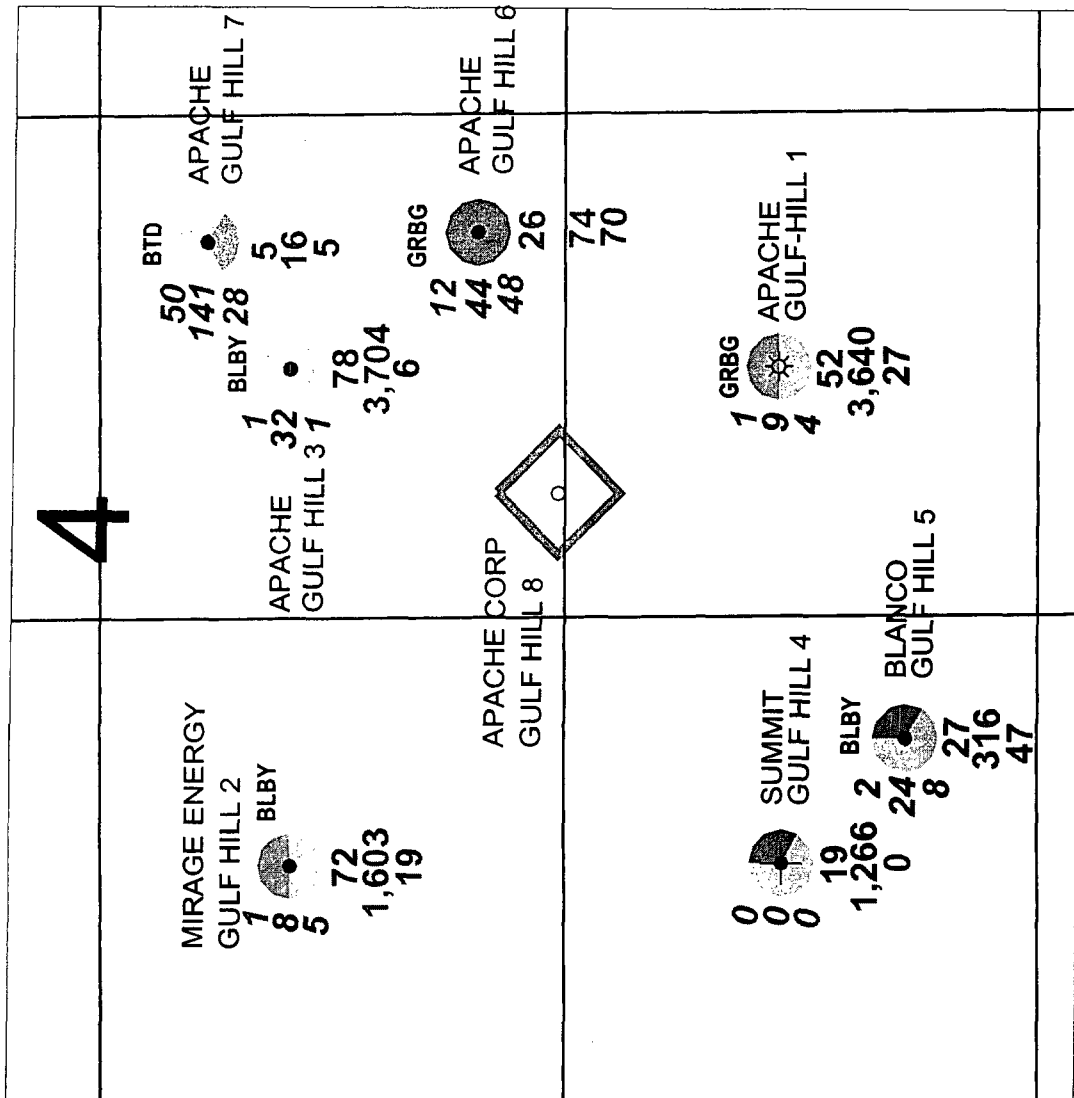 4
BTD
50
141
28
APACHE
GULF HILL 7
5
16
5
BLBY
1
32
1
APACHE
GULF HILL 3
78
3,704
6
GRBG
12
44
48
APACHE
GULF HILL 6
26
74
70
MIRAGE ENERGY
GULF HILL 2
BLBY
1
8
5
72
1,603
19
APACHE CORP
GULF HILL 8
GRBG
1
9
4
APACHE
GULF-HILL 1
52
3,640
27
SUMMIT
GULF HILL 4
0
0
0
19
1,266
0
BLBY
2
24
8
BLANCO
GULF HILL 5
27
316
47